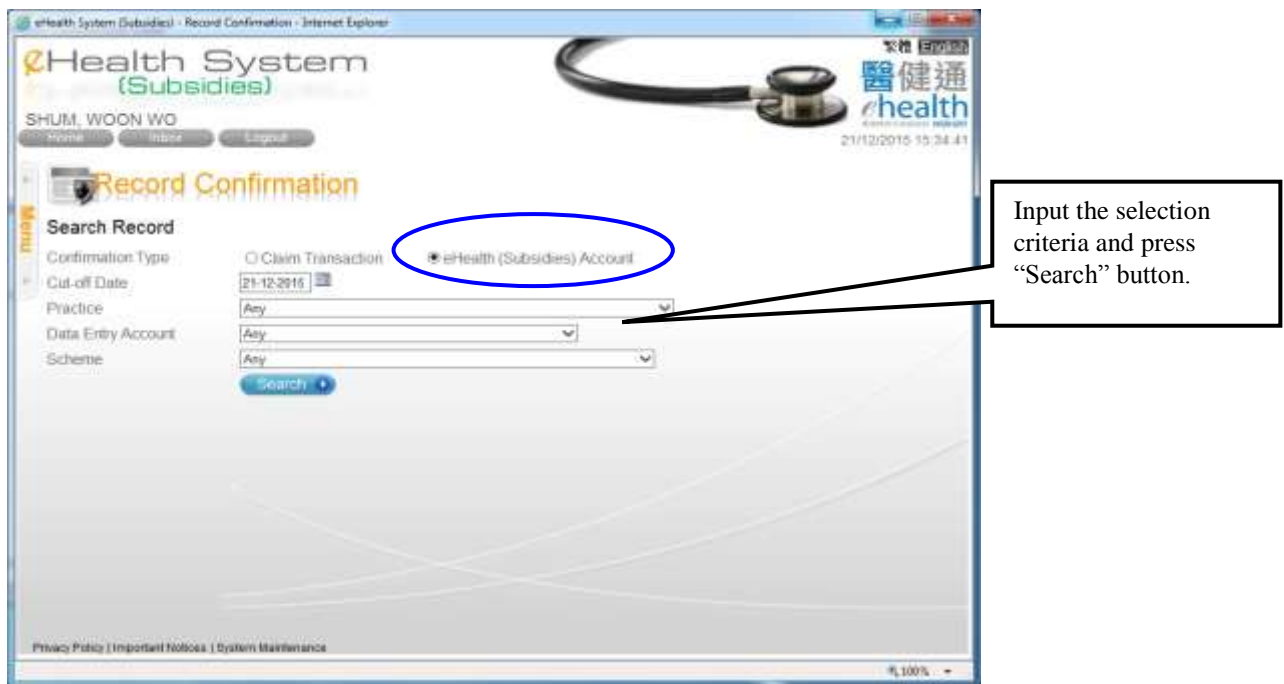 eHealth System (Subsidies) - Record Confirmation - Internet Explorer
繁體 English
eHealth System
(Subsidies)
醫健通
ehealth
SHUM, WOON WO
Home Inbox Logout
21/12/2015 15:34:41
Record Confirmation
Menu
Search Record
Confirmation Type Claim Transaction eHealth (Subsidies) Account
Cut-off Date 21-12-2015
Practice Any
Data Entry Account Any
Scheme Any
Search
Input the selection
criteria and press
“Search” button.
Privacy Policy | Important Notices | System Maintenance
100%